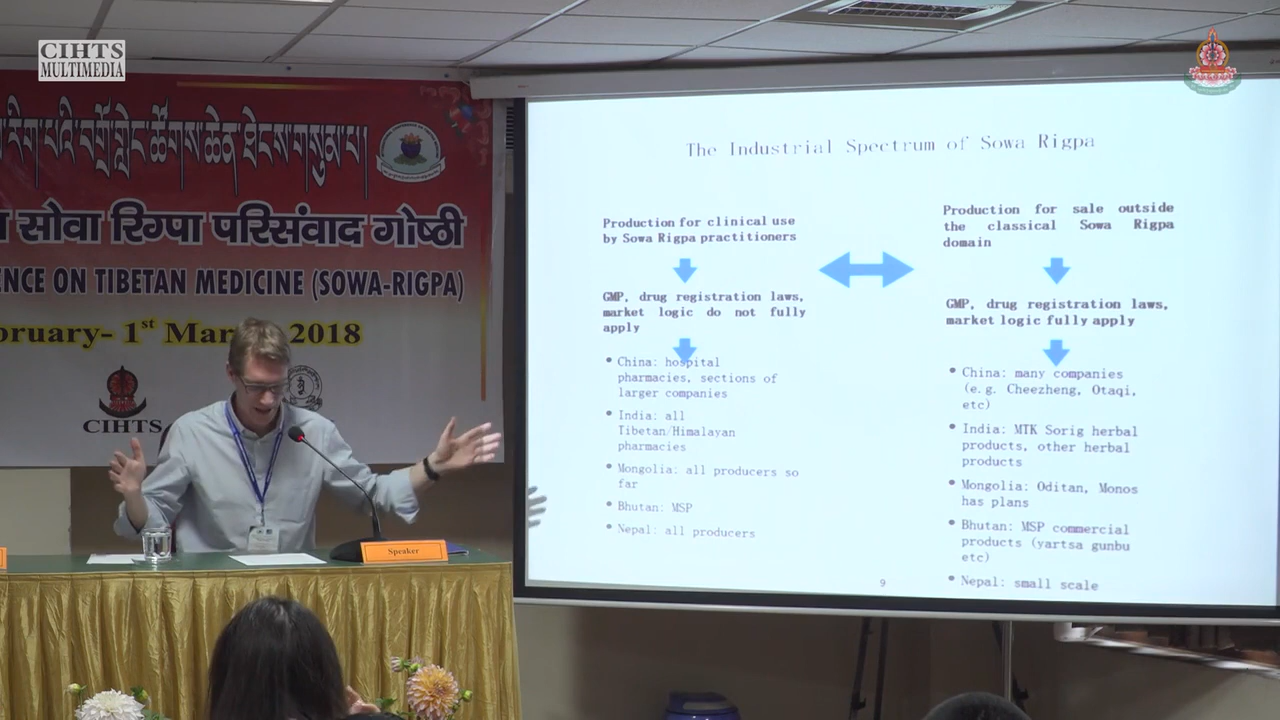 CIHTS
MULTIMEDIA
सोवा रिग्पा परिसंवाद गोष्ठी
ENCE ON TIBETAN MEDICINE (SOWA-RIGPA)
bruary- 1st Mar 2018
CIHTS
Speaker
The Industrial Spectrum of Sowa Rigpa
Production for clinical use
by Sowa Rigpa practitioners
GMP, drug registration laws,
market logic do not fully
apply
• China: hospital
pharmacies, sections of
larger companies
• India: all
Tibetan/Himalayan
pharmacies
• Mongolia: all producers so
far
• Bhutan: MSP
• Nepal: all producers
Production for sale outside
the classical Sowa Rigpa
domain
GMP, drug registration laws,
market logic fully apply
• China: many companies
(e.g. Cheezheng, Otaqi,
etc)
• India: MTK Sorig herbal
products, other herbal
products
• Mongolia: Oditan, Monos
has plans
• Bhutan: MSP commercial
products (yartsa gunbu
etc)
• Nepal: small scale
9